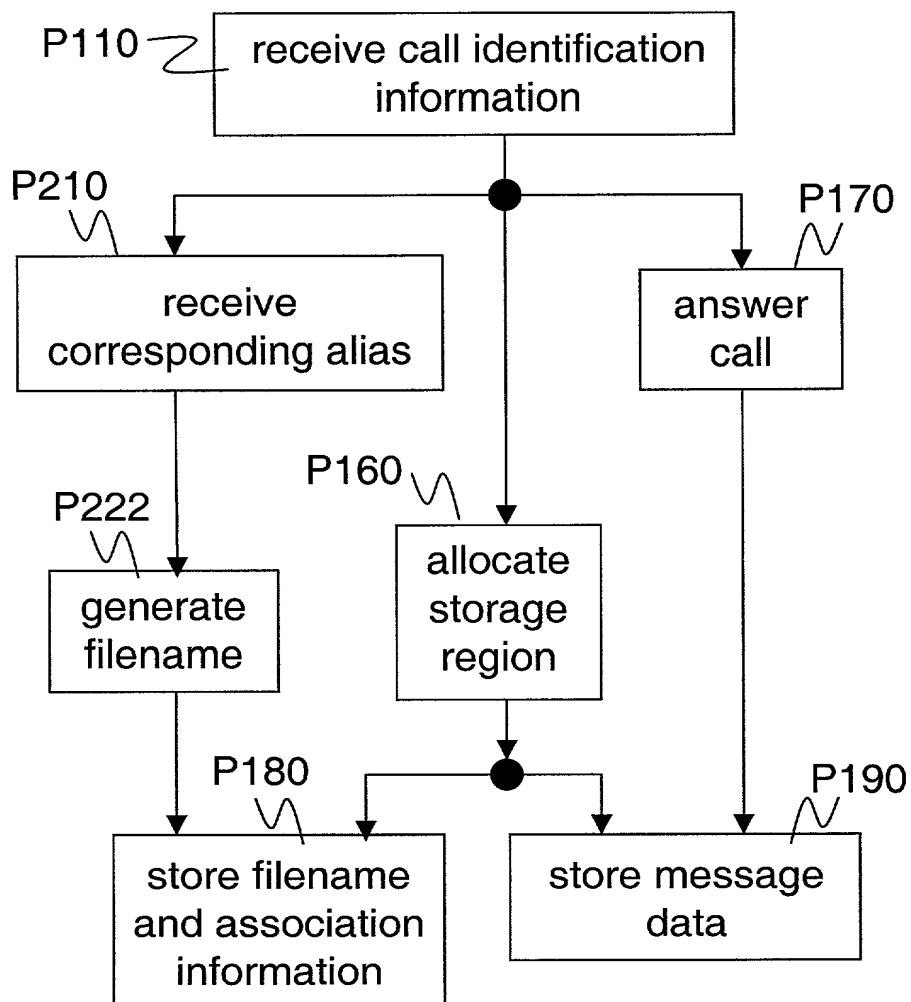 P110
receive call identification
information
P210
P170
receive
corresponding alias
answer
call
P160
P222
allocate
storage
region
generate
filename
P180
P190
store filename
and association
information
store message
data